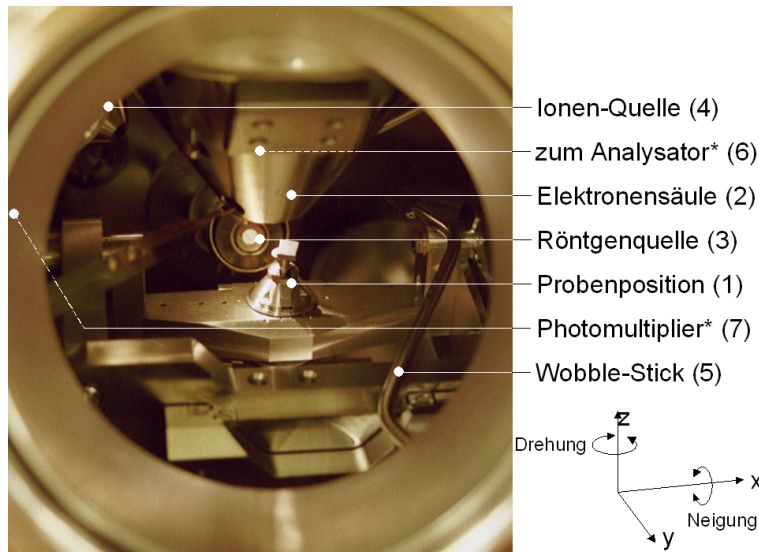 Ionen-Quelle (4)
zum Analysator* (6)
Elektronensäule (2)
Röntgenquelle (3)
Probenposition (1)
Photomultiplier* (7)
Wobble-Stick (5)
z
Drehung
x
Neigung
y